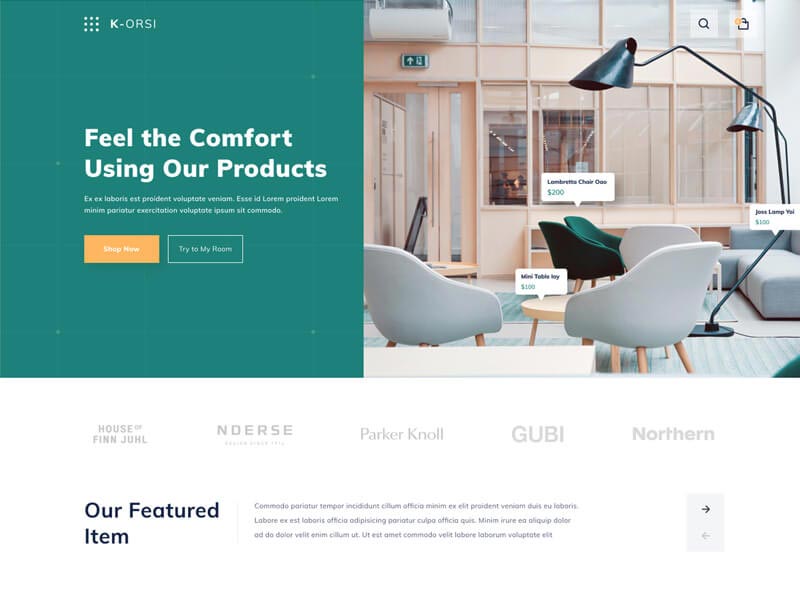 K-ORSI
Feel the Comfort
Using Our Products
Ex ex laboris est proident voluptate veniam. Esse id Lorem proident Lorem
minim pariatur exercitation voluptate ipsum sit commodo.
Shop Now
Try to My Room
Lambretta Chair Oao
$200
Joss Lamp Yai
$100
Mini Table Ioy
$100
HOUSE OF
FINN JUHL
NDERSE
Parker Knoll
GUBI
Northern
Our Featured
Item
Commodo pariatur tempor incididunt cillum officia minim ex elit proident veniam duis eu laboris.
Labore ex est laboris officia adipisicing pariatur culpa officia quis. Minim irure ea aliquip dolor
ad do dolor velit enim cillum ut. Ut est amet commodo velit labore laborum voluptate elit